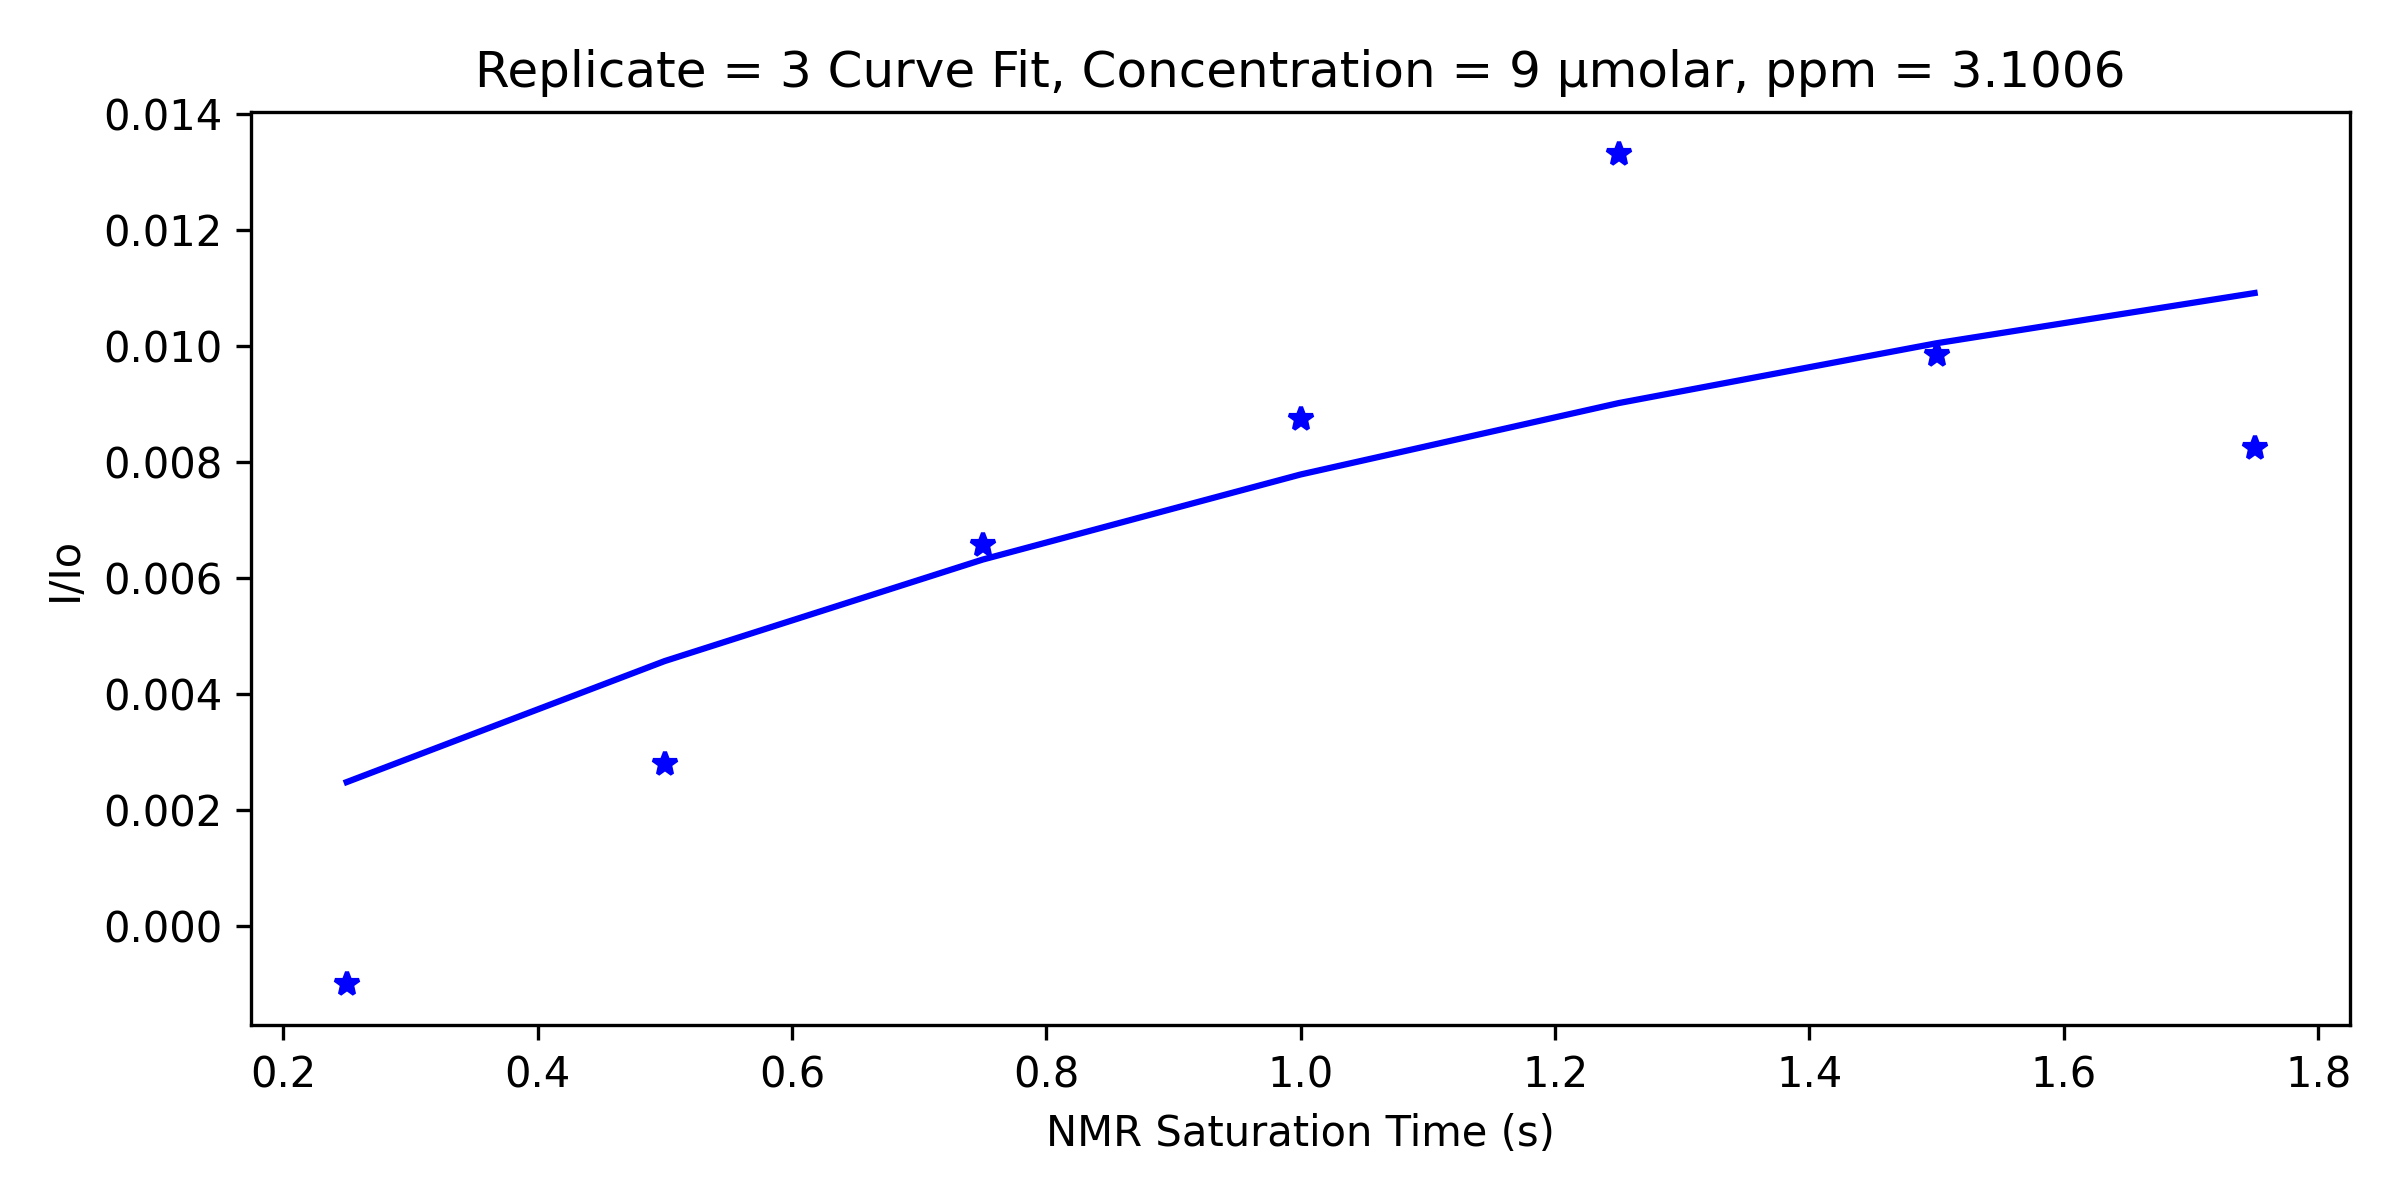 Replicate = 3 Curve Fit, Concentration = 9 µmolar, ppm = 3.1006
0.014
0.012
0.010
0.008
0.006
0.004
0.002
0.000
I/Io
0.2 0.4 0.6 0.8 1.0 1.2 1.4 1.6 1.8
NMR Saturation Time (s)